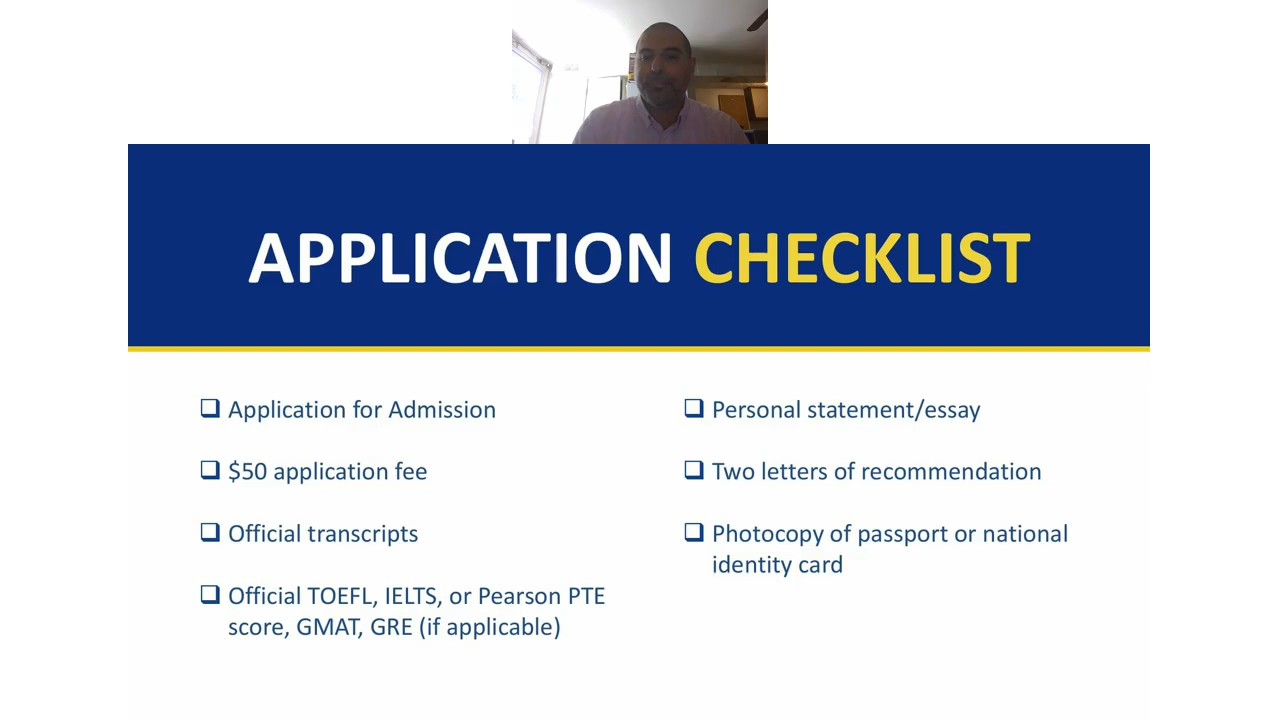 APPLICATION CHECKLIST
Application for Admission
$50 application fee
Official transcripts
Official TOEFL, IELTS, or Pearson PTE
score, GMAT, GRE (if applicable)
Personal statement/essay
Two letters of recommendation
Photocopy of passport or national
identity card